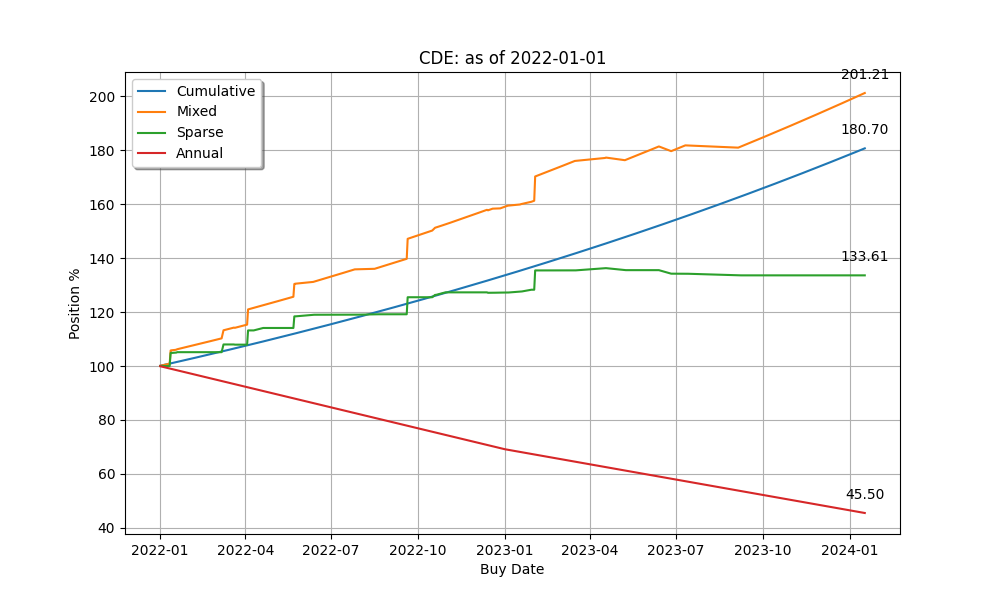 CDE: as of 2022-01-01
Cumulative
Mixed
Sparse
Annual
201.21
180.70
133.61
45.50
Position %
200
180
160
140
120
100
80
60
40
2022-01 2022-04 2022-07 2022-10 2023-01 2023-04 2023-07 2023-10 2024-01
Buy Date